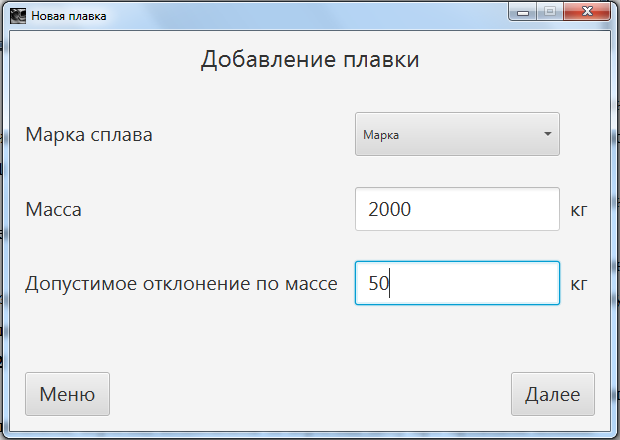 Новая плавка
Добавление плавки
Марка сплава Марка
Масса 2000 кг
Допустимое отклонение по массе 50 кг
Меню Далее